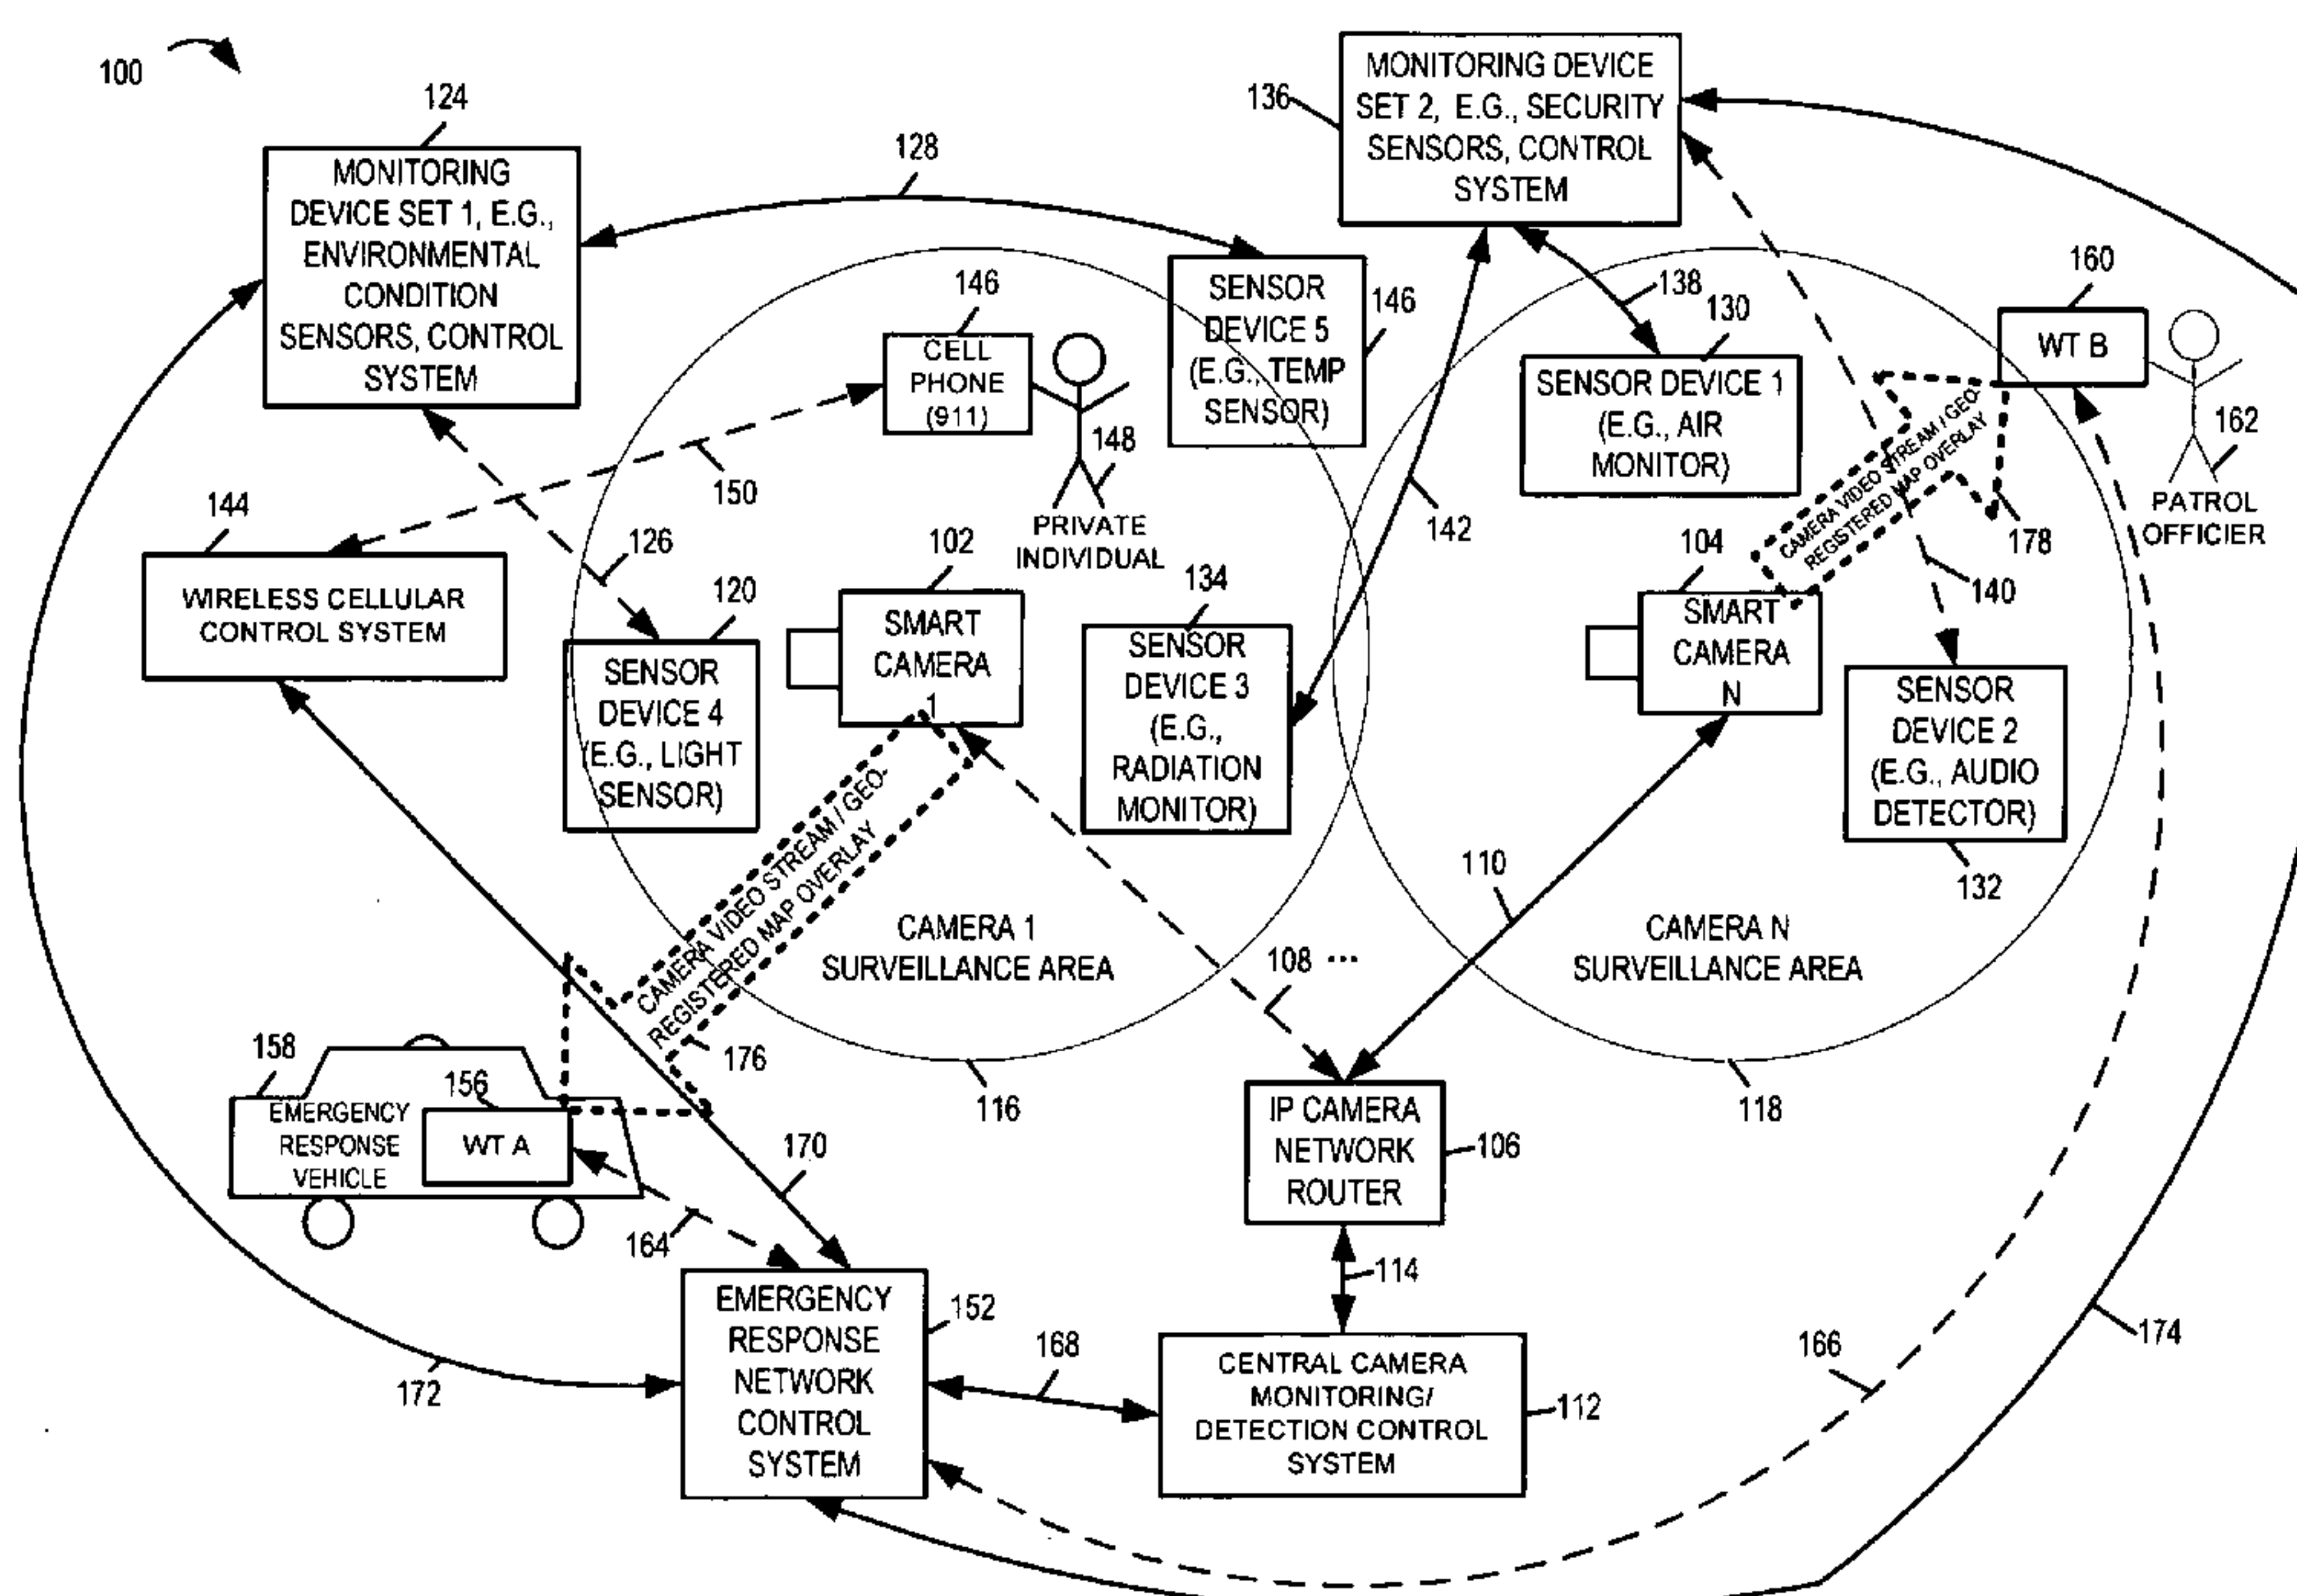 100
124
MONITORING
DEVICE SET 1, E.G.,
ENVIRONMENTAL
CONDITION
SENSORS, CONTROL
SYSTEM
128
136
MONITORING DEVICE
SET 2, E.G., SECURITY
SENSORS, CONTROL
SYSTEM
146
CELL
PHONE
(911)
148
PRIVATE
INDIVIDUAL
150
SENSOR
DEVICE 5
(E.G., TEMP
SENSOR)
146
138
130
SENSOR DEVICE 1
(E.G., AIR
MONITOR)
160
WT B
162
PATROL
OFFICIER
144
WIRELESS CELLULAR
CONTROL SYSTEM
126
120
SENSOR
DEVICE 4
(E.G., LIGHT
SENSOR)
102
SMART
CAMERA
1
134
SENSOR
DEVICE 3
(E.G.,
RADIATION
MONITOR)
142
CAMERA VIDEO STREAM / GEO-
REGISTERED MAP OVERLAY
178
104
SMART
CAMERA
N
140
SENSOR
DEVICE 2
(E.G., AUDIO
DETECTOR)
132
CAMERA VIDEO STREAM / GEO-
REGISTERED MAP OVERLAY
176
CAMERA 1
SURVEILLANCE AREA
116
108 ...
110
CAMERA N
SURVEILLANCE AREA
118
158
EMERGENCY
RESPONSE
VEHICLE
156
WT A
164
170
IP CAMERA
NETWORK
ROUTER
106
114
EMERGENCY
RESPONSE
NETWORK
CONTROL
SYSTEM
152
168
CENTRAL CAMERA
MONITORING/
DETECTION CONTROL
SYSTEM
112
172
166
174